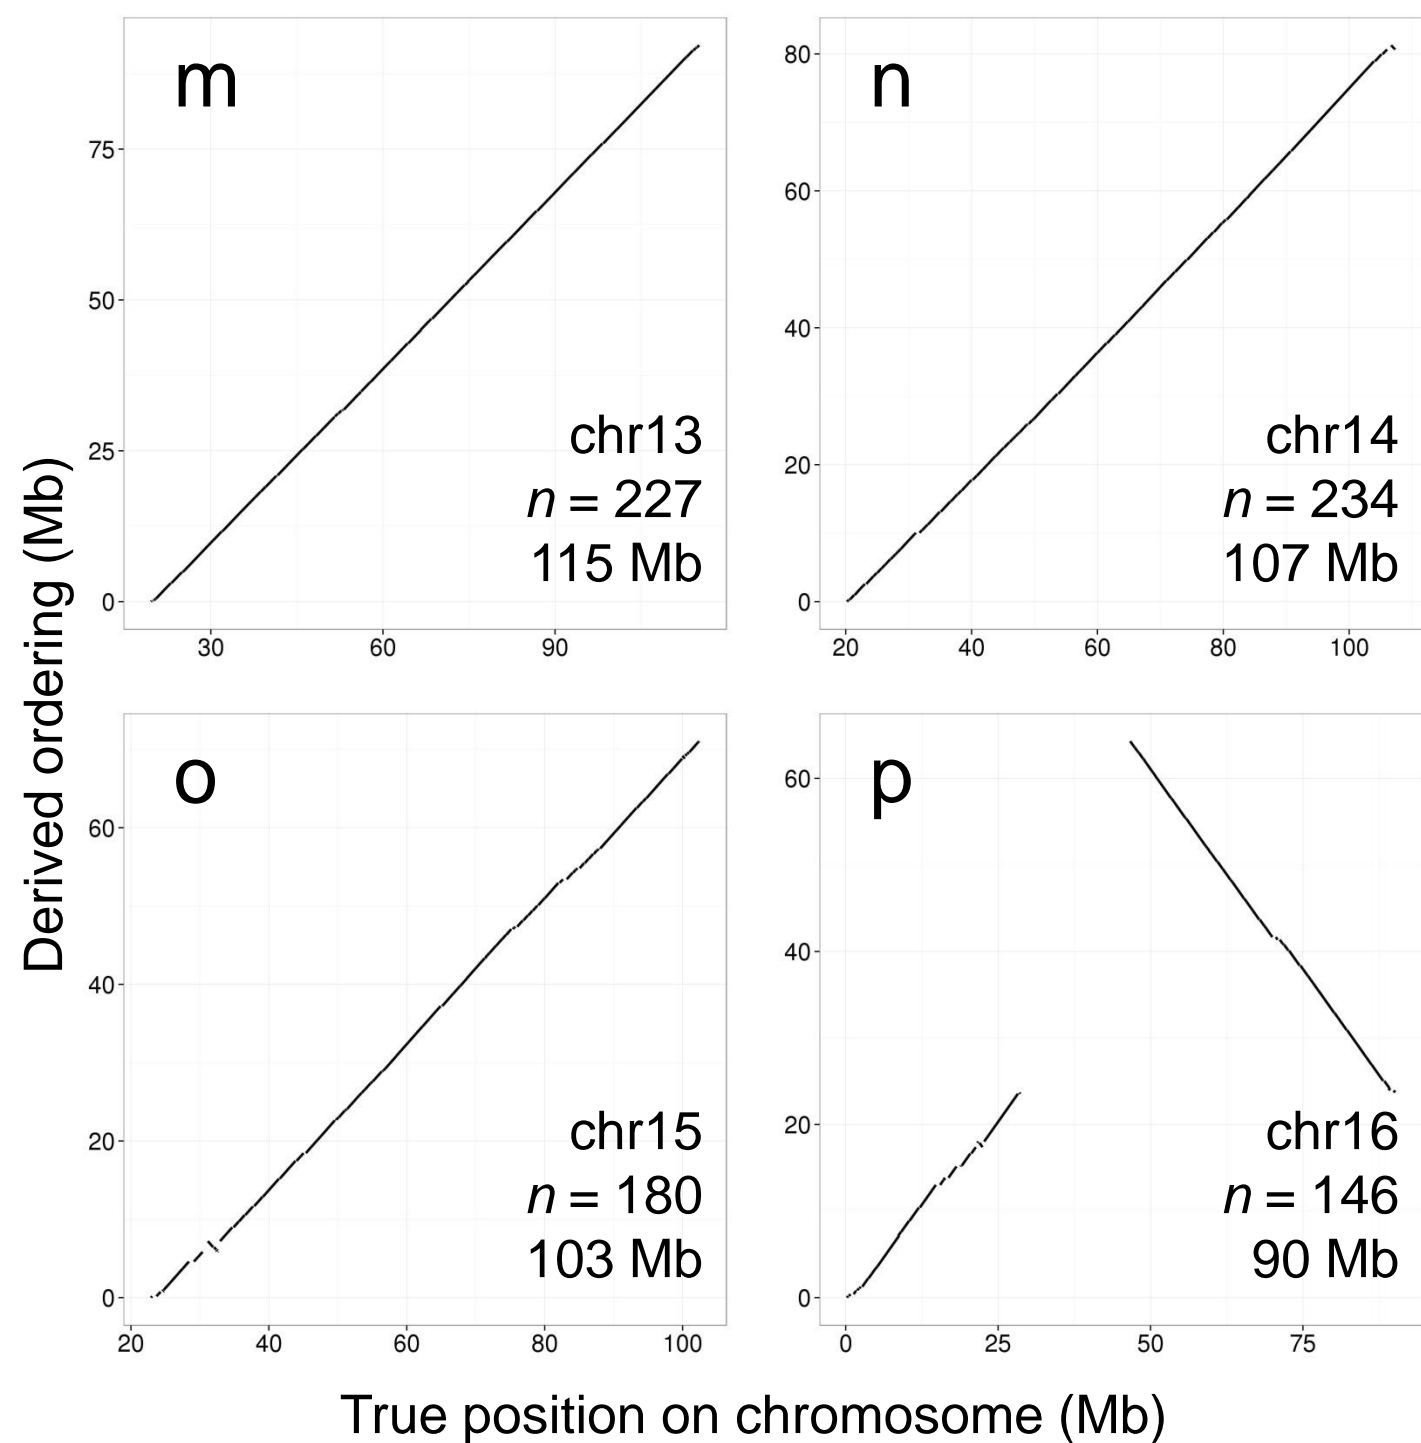 m
75
50
25
0
30
60
90
chr13
n = 227
115 Mb
n
80
60
40
20
0
20
40
60
80
100
chr14
n = 234
107 Mb
o
60
40
20
0
20
40
60
80
100
chr15
n = 180
103 Mb
p
60
40
20
0
0
25
50
75
chr16
n = 146
90 Mb
Derived ordering (Mb)
True position on chromosome (Mb)